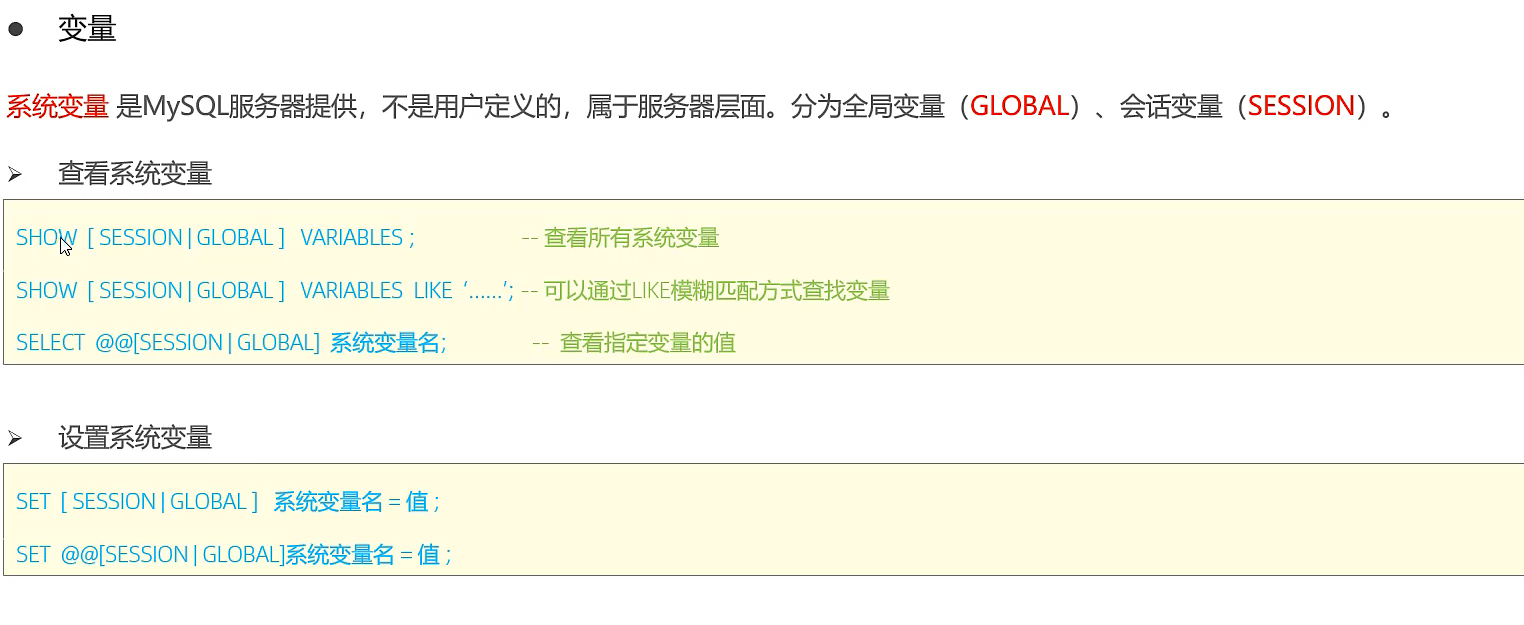 变量
系统变量 是MySQL服务器提供，不是用户定义的，属于服务器层面。分为全局变量（GLOBAL）、会话变量（SESSION）。
查看系统变量
SHOW [ SESSION | GLOBAL ] VARIABLES ; -- 查看所有系统变量
SHOW [ SESSION | GLOBAL ] VARIABLES LIKE ‘......’; -- 可以通过LIKE模糊匹配方式查找变量
SELECT @@[SESSION | GLOBAL] 系统变量名; -- 查看指定变量的值
设置系统变量
SET [ SESSION | GLOBAL ] 系统变量名 = 值 ;
SET @@[SESSION | GLOBAL]系统变量名 = 值 ;